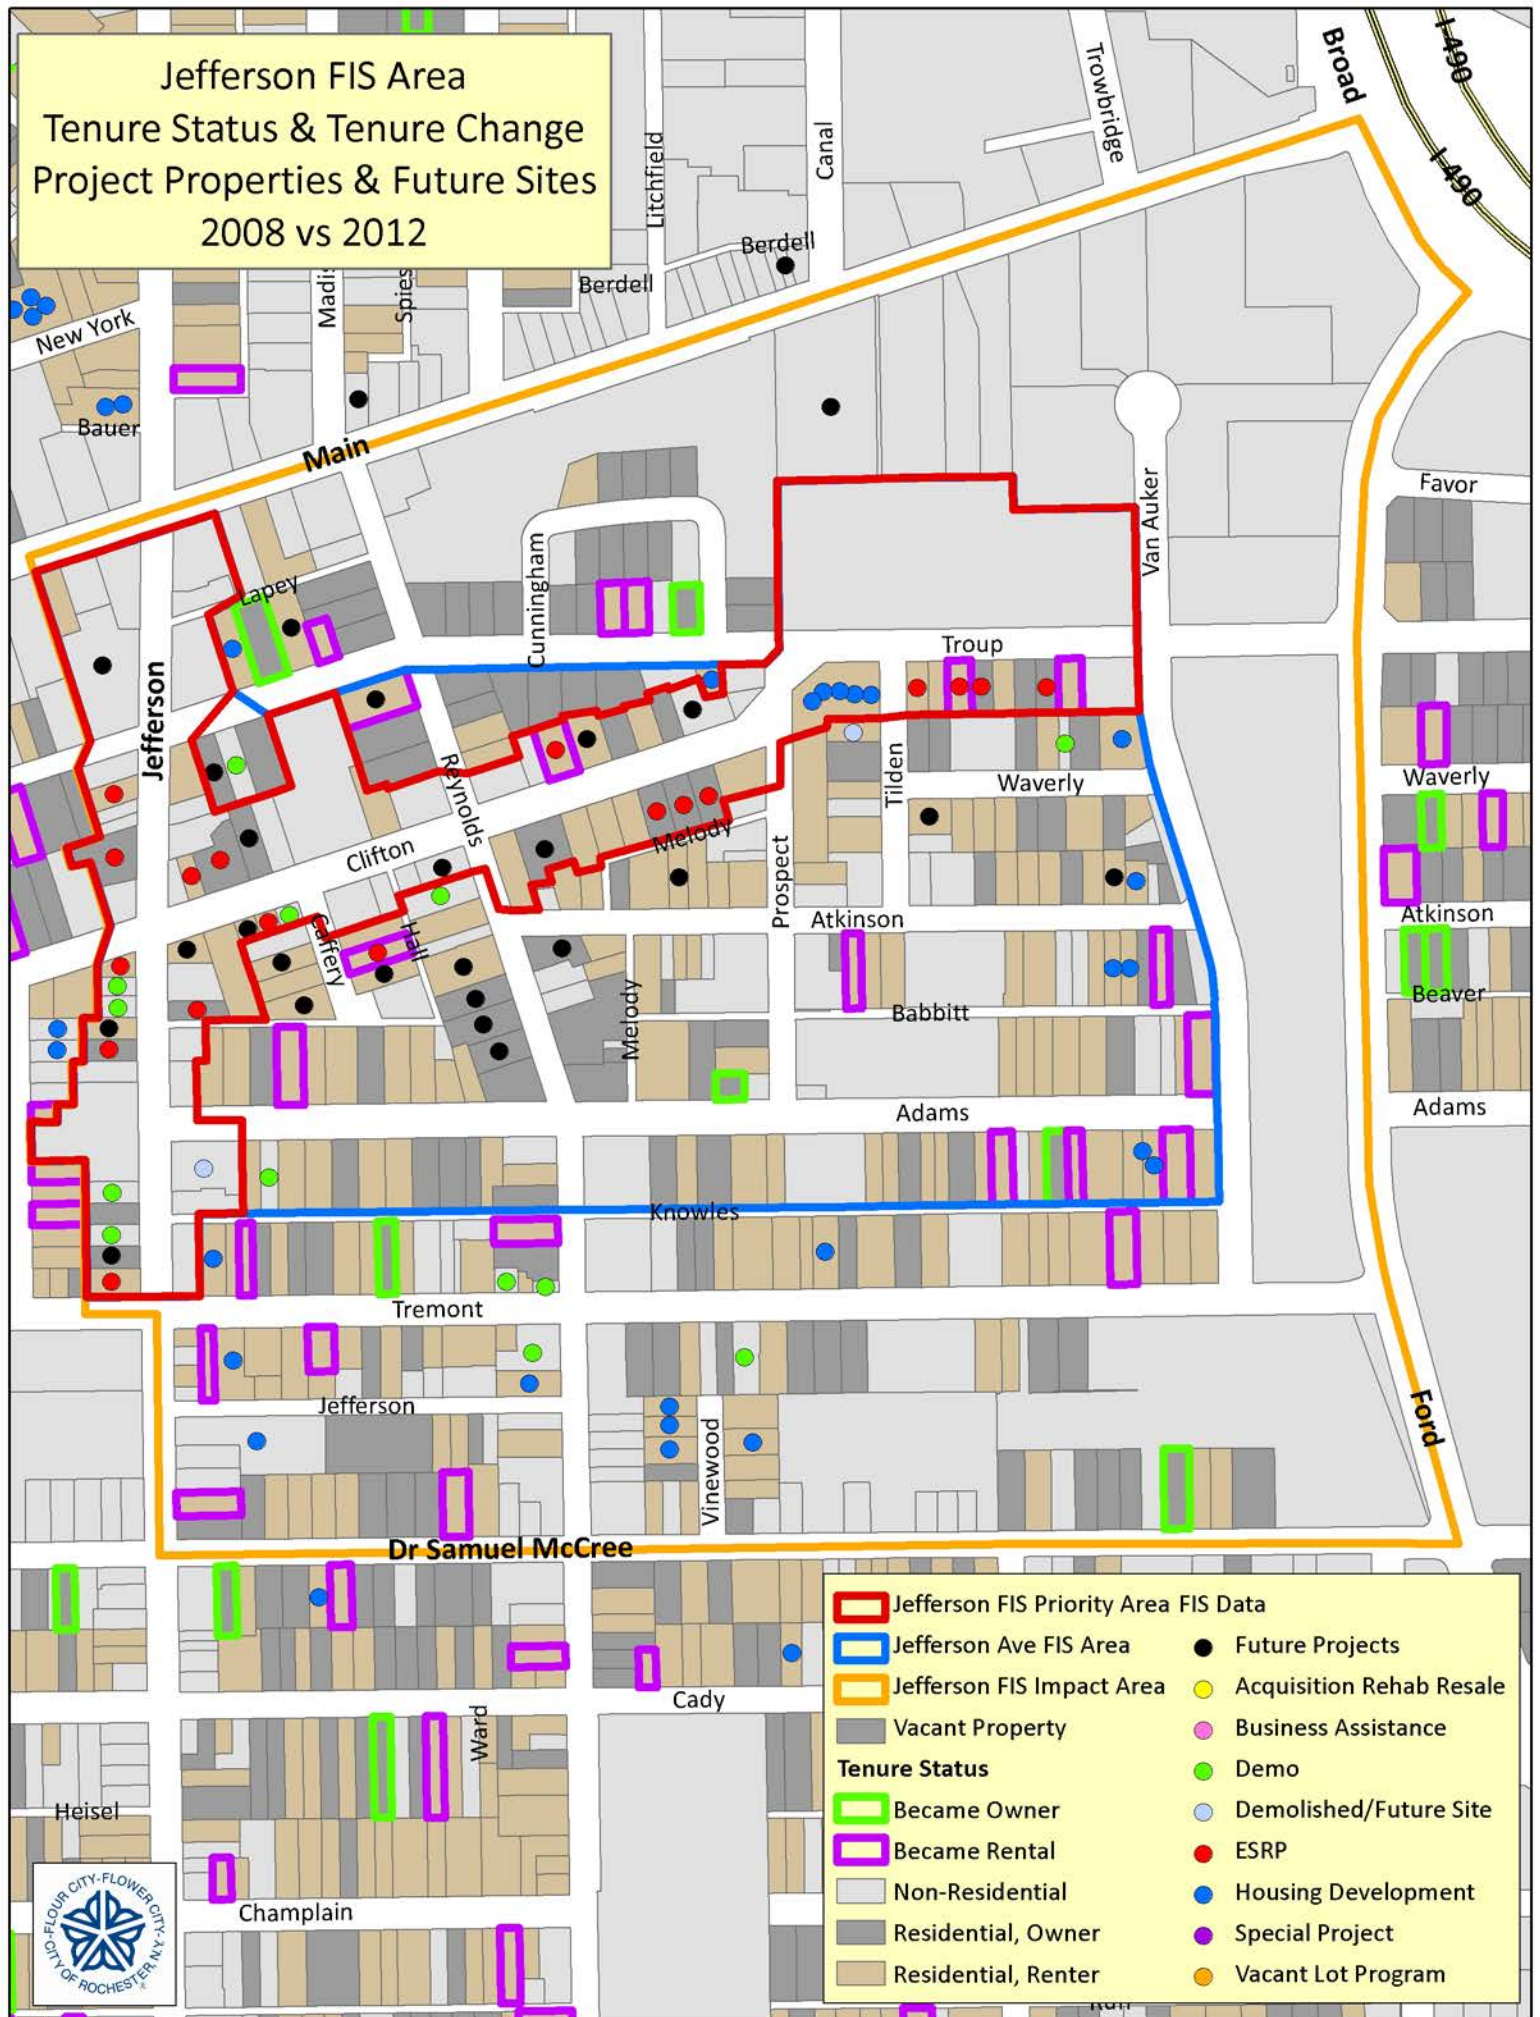 Jefferson FIS Area
Tenure Status & Tenure Change
Project Properties & Future Sites
2008 vs 2012
Broad
I-490
I-490
Trowbridge
Canal
Litchfield
Berdell
Berdell
Spies
Madis
New York
Bauer
Main
Favor
Van Auker
Cunningham
Lapey
Troup
Jefferson
Reynolds
Tilden
Waverly
Waverly
Melody
Clifton
Prospect
Atkinson
Atkinson
Caffery
Hall
Melody
Babbitt
Beaver
Adams
Adams
Knowles
Tremont
Jefferson
Vinewood
Ford
Dr Samuel McCree
Cady
Ward
Heisel
Champlain
Jefferson FIS Priority Area
Jefferson Ave FIS Area
Jefferson FIS Impact Area
Vacant Property
Tenure Status
Became Owner
Became Rental
Non-Residential
Residential, Owner
Residential, Renter
FIS Data
Future Projects
Acquisition Rehab Resale
Business Assistance
Demo
Demolished/Future Site
ESRP
Housing Development
Special Project
Vacant Lot Program
FLOUR CITY-FLOWER CITY
CITY OF ROCHESTER, N.Y.